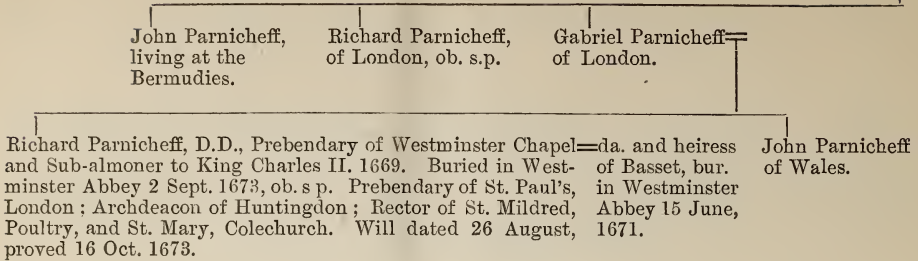 John Parnicheff,
living at the
Bermudies.
Richard Parnicheff,
of London, ob. s.p.
Gabriel Parnicheff=
of London.
Richard Parnicheff, D.D., Prebendary of Westminster Chapel=
and Sub-almoner to King Charles II. 1669. Buried in West-
minster Abbey 2 Sept. 1673, ob. s p. Prebendary of St. Paul's,
London ; Archdeacon of Huntingdon ; Rector of St. Mildred,
Poultry, and St. Mary, Colechurch. Will dated 26 August,
proved 16 Oct. 1673.
da. and heiress
of Basset, bur.
in Westminster
Abbey 15 June,
1671.
John Parnicheff
of Wales.